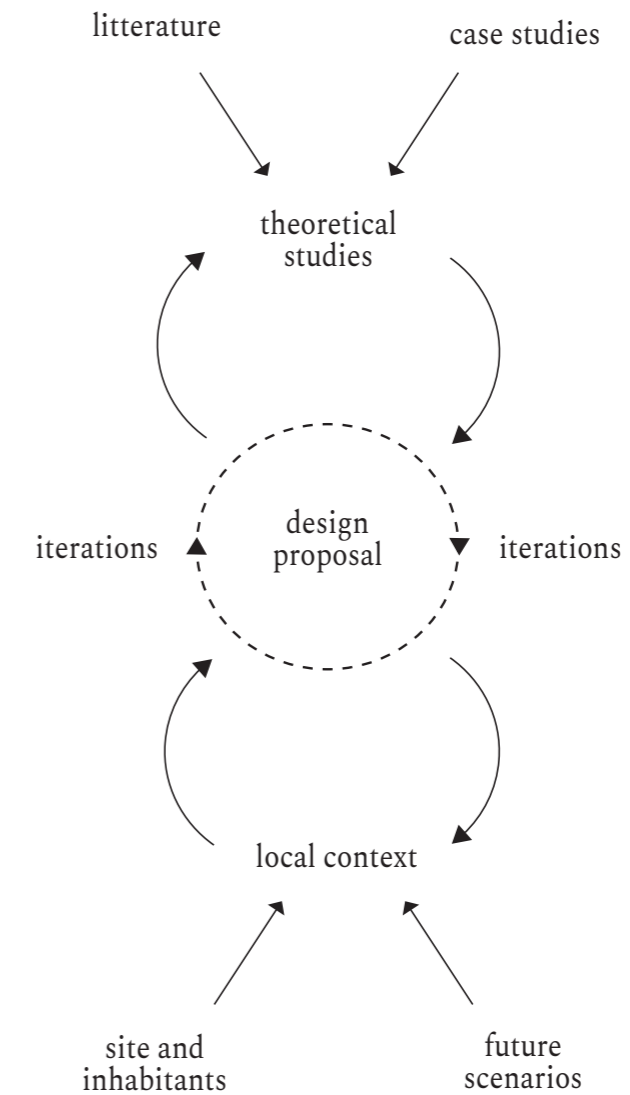 litterature
case studies
theoretical
studies
design
proposal
iterations
iterations
local context
site and
inhabitants
future
scenarios